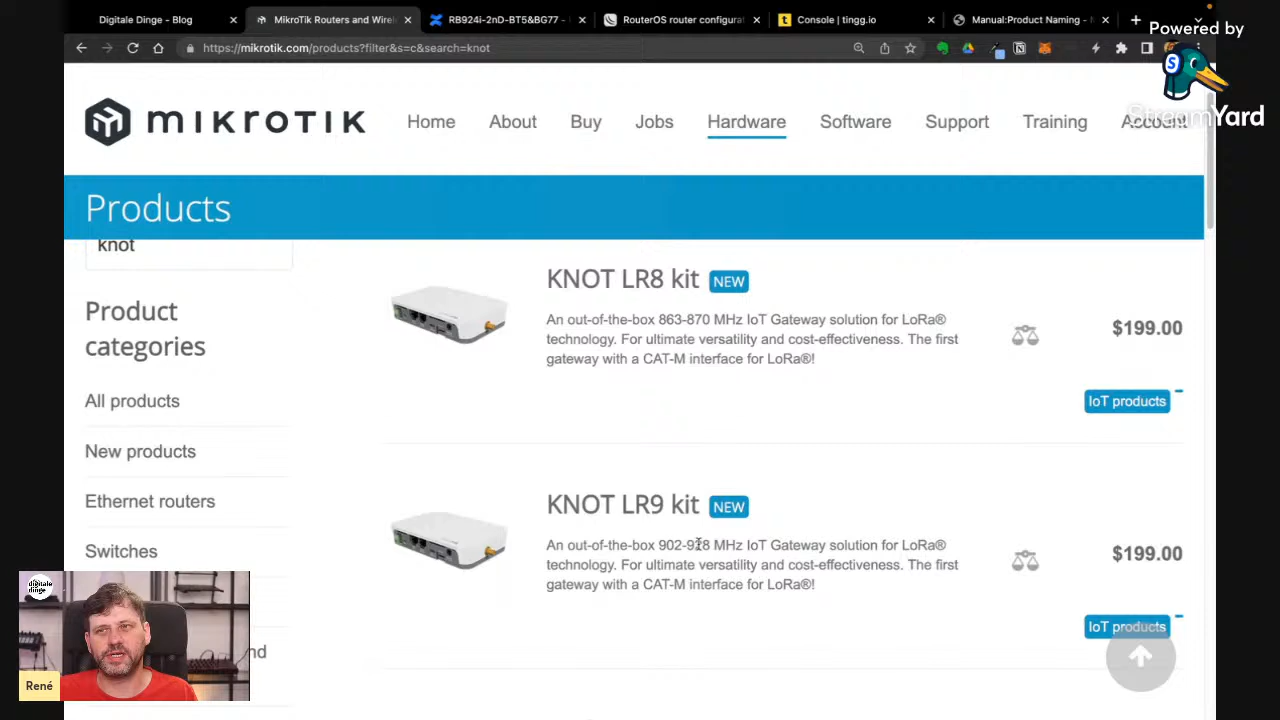 Digitale Dinge - Blog
MikroTik Routers and Wirel
RB924i-2nD-BT5&BG77 -
RouterOS router configurat
Console | tingg.io
Manual:Product Naming -
https://mikrotik.com/products?filter&s=c&search=knot
Powered by
StreamYard
MIKROTIK
Home
About
Buy
Jobs
Hardware
Software
Support
Training
Account
Products
knot
Product
categories
All products
New products
Ethernet routers
Switches
nd
KNOT LR8 kit NEW
An out-of-the-box 863-870 MHz IoT Gateway solution for LoRa®
technology. For ultimate versatility and cost-effectiveness. The first
gateway with a CAT-M interface for LoRa®!
$199.00
IoT products
KNOT LR9 kit NEW
An out-of-the-box 902-928 MHz IoT Gateway solution for LoRa®
technology. For ultimate versatility and cost-effectiveness. The first
gateway with a CAT-M interface for LoRa®!
$199.00
IoT products
digitale
dinge
René